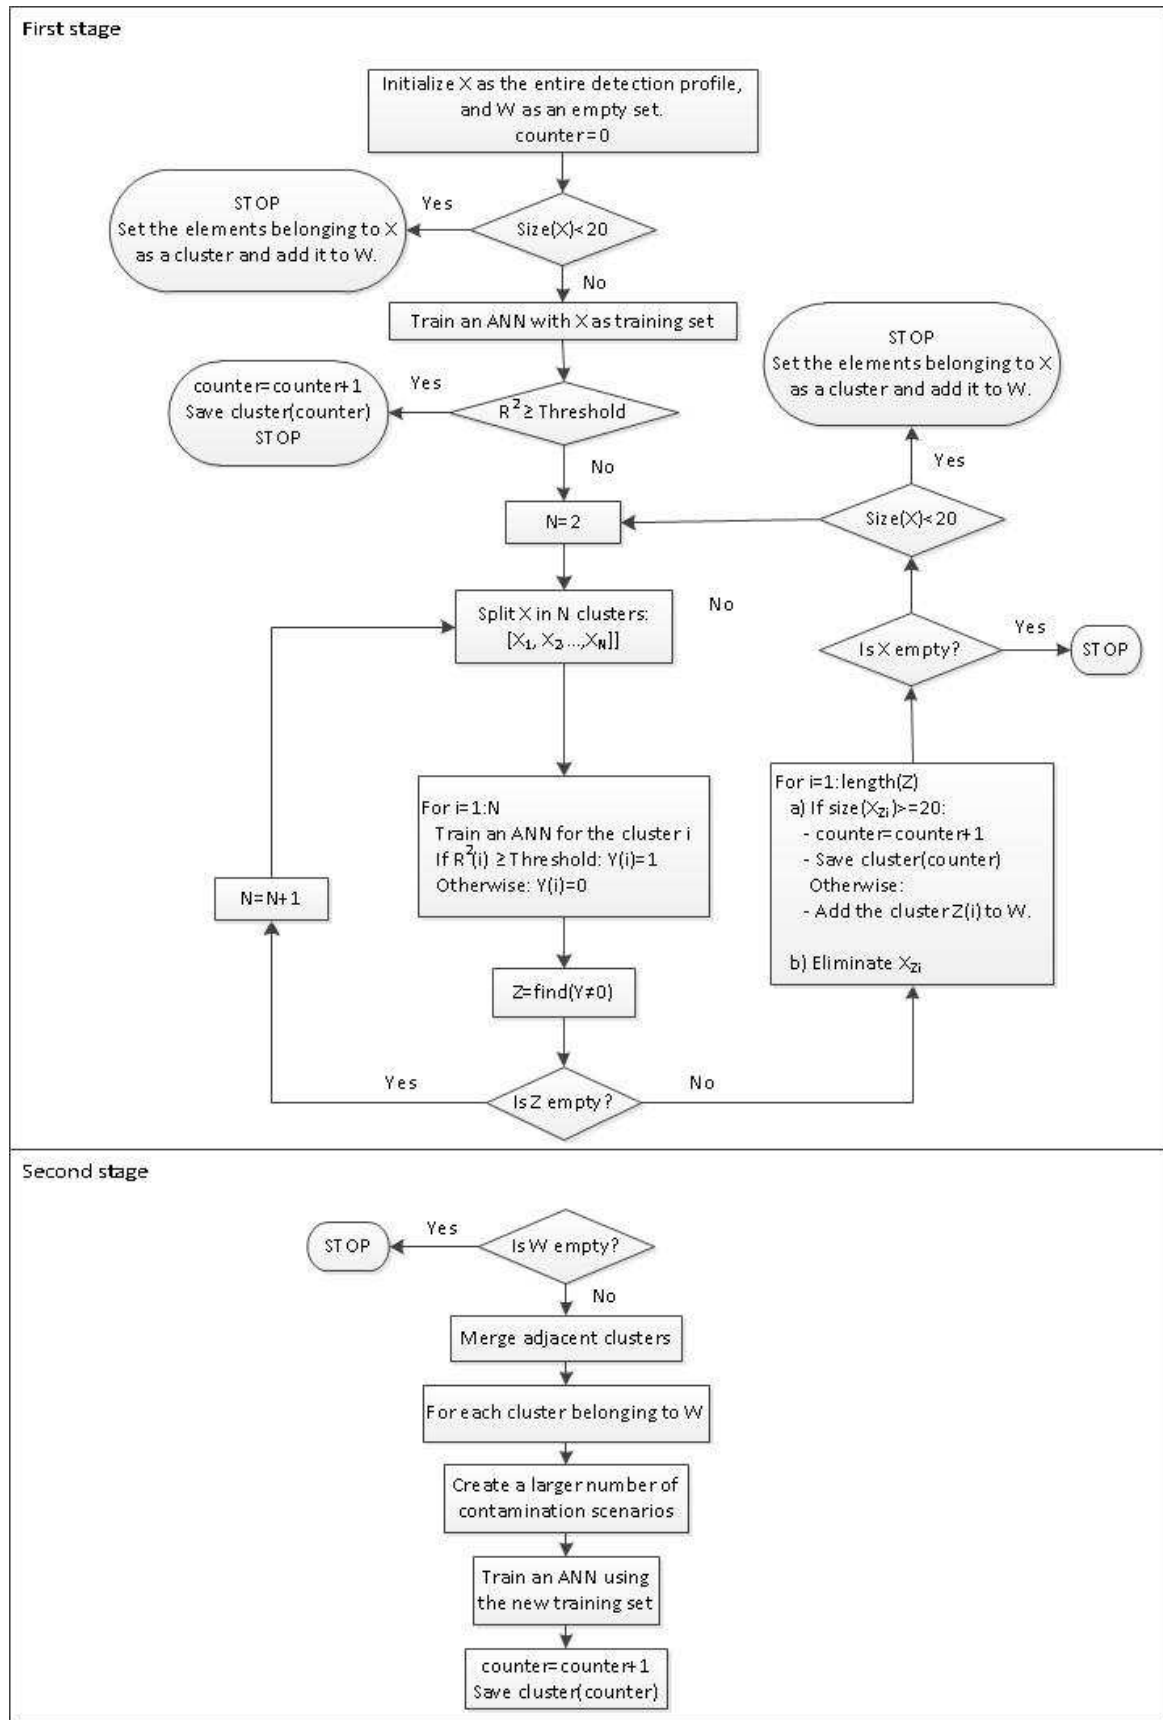 First stage
Initialize X as the entire detection profile,
and W as an empty set.
counter=0
STOP
Set the elements belonging to X
as a cluster and add it to W.
Yes
Size(X)<20
No
Train an ANN with X as training set
STOP
Set the elements belonging to X
as a cluster and add it to W.
counter=counter+1
Save cluster(counter)
STOP
Yes
R² ≥ Threshold
No
Yes
N=2
Size(X)<20
Split X in N clusters:
[X₁, X₂,...,X_N]]
No
Is X empty?
Yes
STOP
For i=1:N
Train an ANN for the cluster i
If R²(i) ≥ Threshold: Y(i)=1
Otherwise: Y(i)=0
For i=1:length(Z)
a) If size(X_Zi)>=20:
- counter=counter+1
- Save cluster(counter)
Otherwise:
- Add the cluster Z(i) to W.
b) Eliminate X_Zi
N=N+1
Z=find(Y≠0)
Yes
Is Z empty?
No
Second stage
STOP
Yes
Is W empty?
No
Merge adjacent clusters
For each cluster belonging to W
Create a larger number of
contamination scenarios
Train an ANN using
the new training set
counter=counter+1
Save cluster(counter)